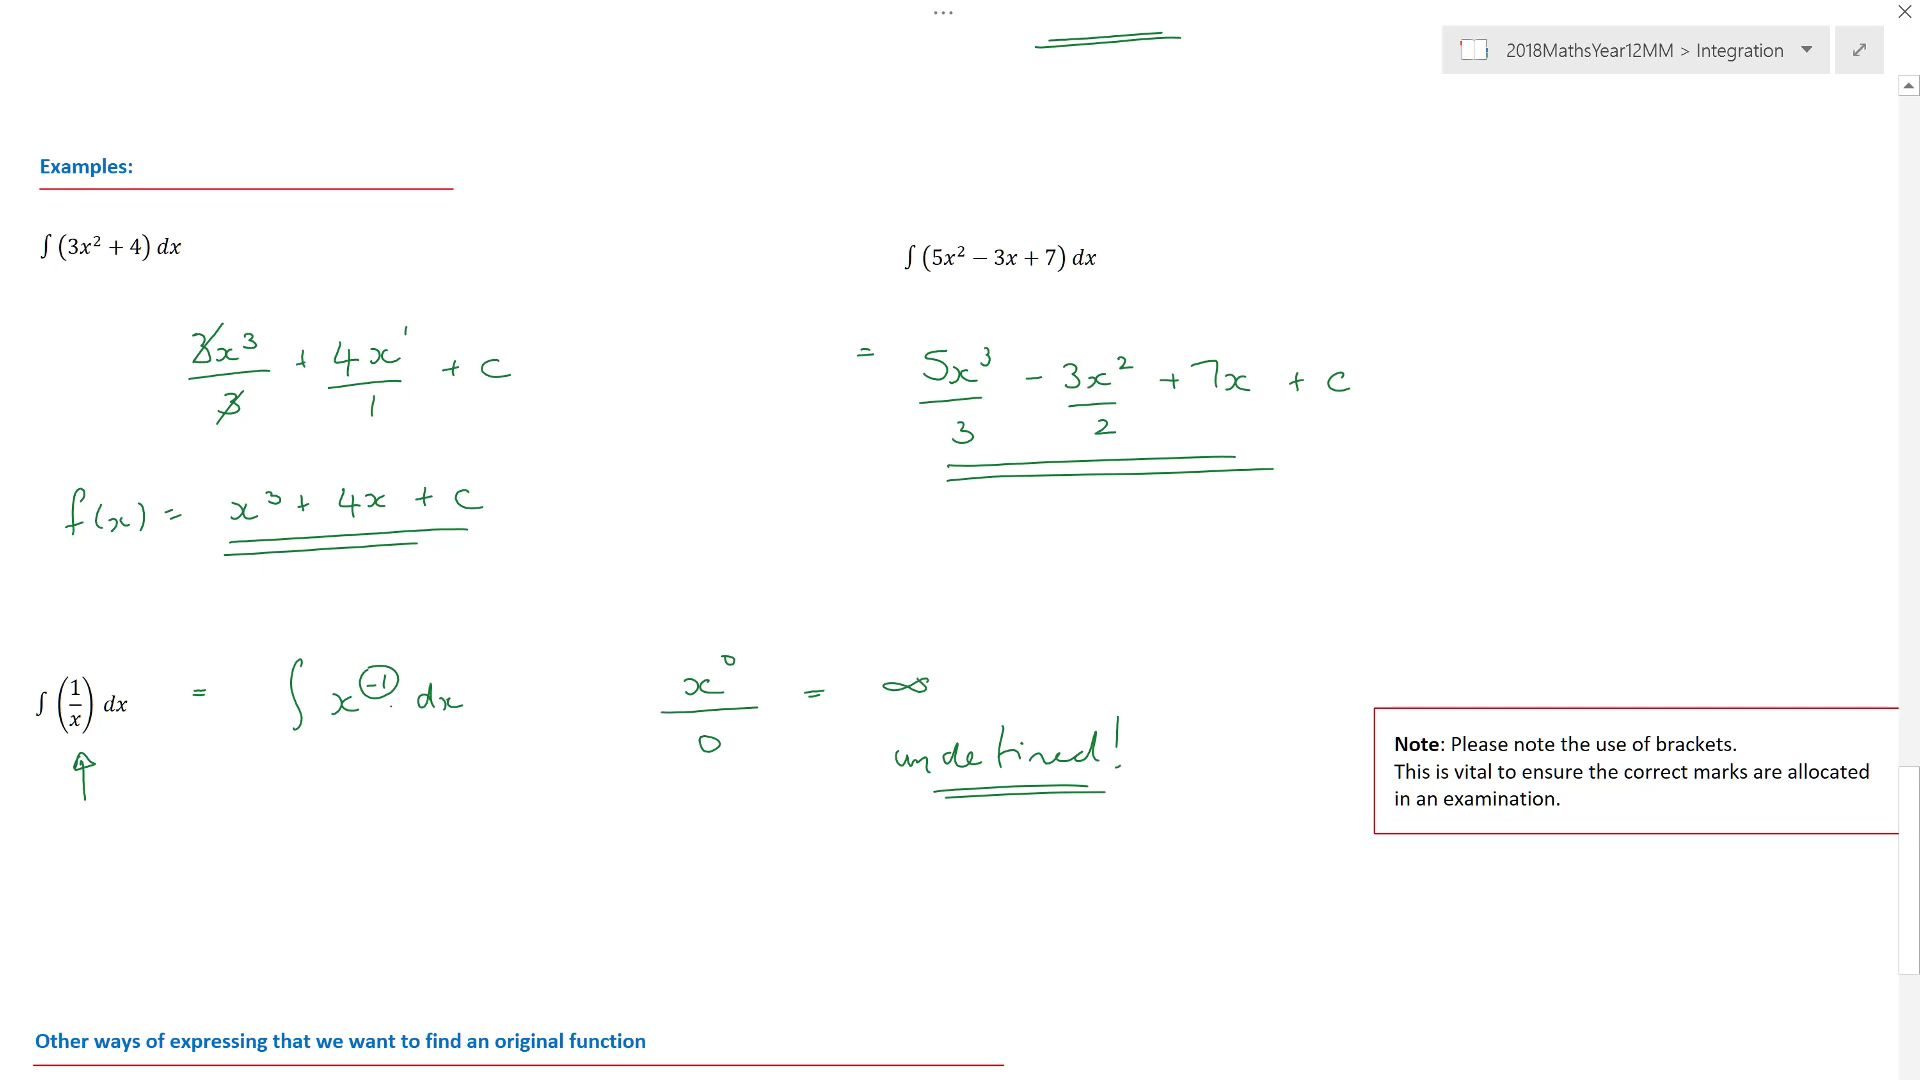 ...
2018MathsYear12MM > Integration
Examples:
∫ (3x² + 4) dx
3x³/3 + 4x¹/1 + c
f(x) = x³ + 4x + c
∫ (5x² − 3x + 7) dx
= 5x³/3 - 3x²/2 + 7x + c
∫ (1/x) dx = ∫ x⁻¹ dx
x⁰/0 = ∞
undefined!
Note: Please note the use of brackets.
This is vital to ensure the correct marks are allocated
in an examination.
Other ways of expressing that we want to find an original function